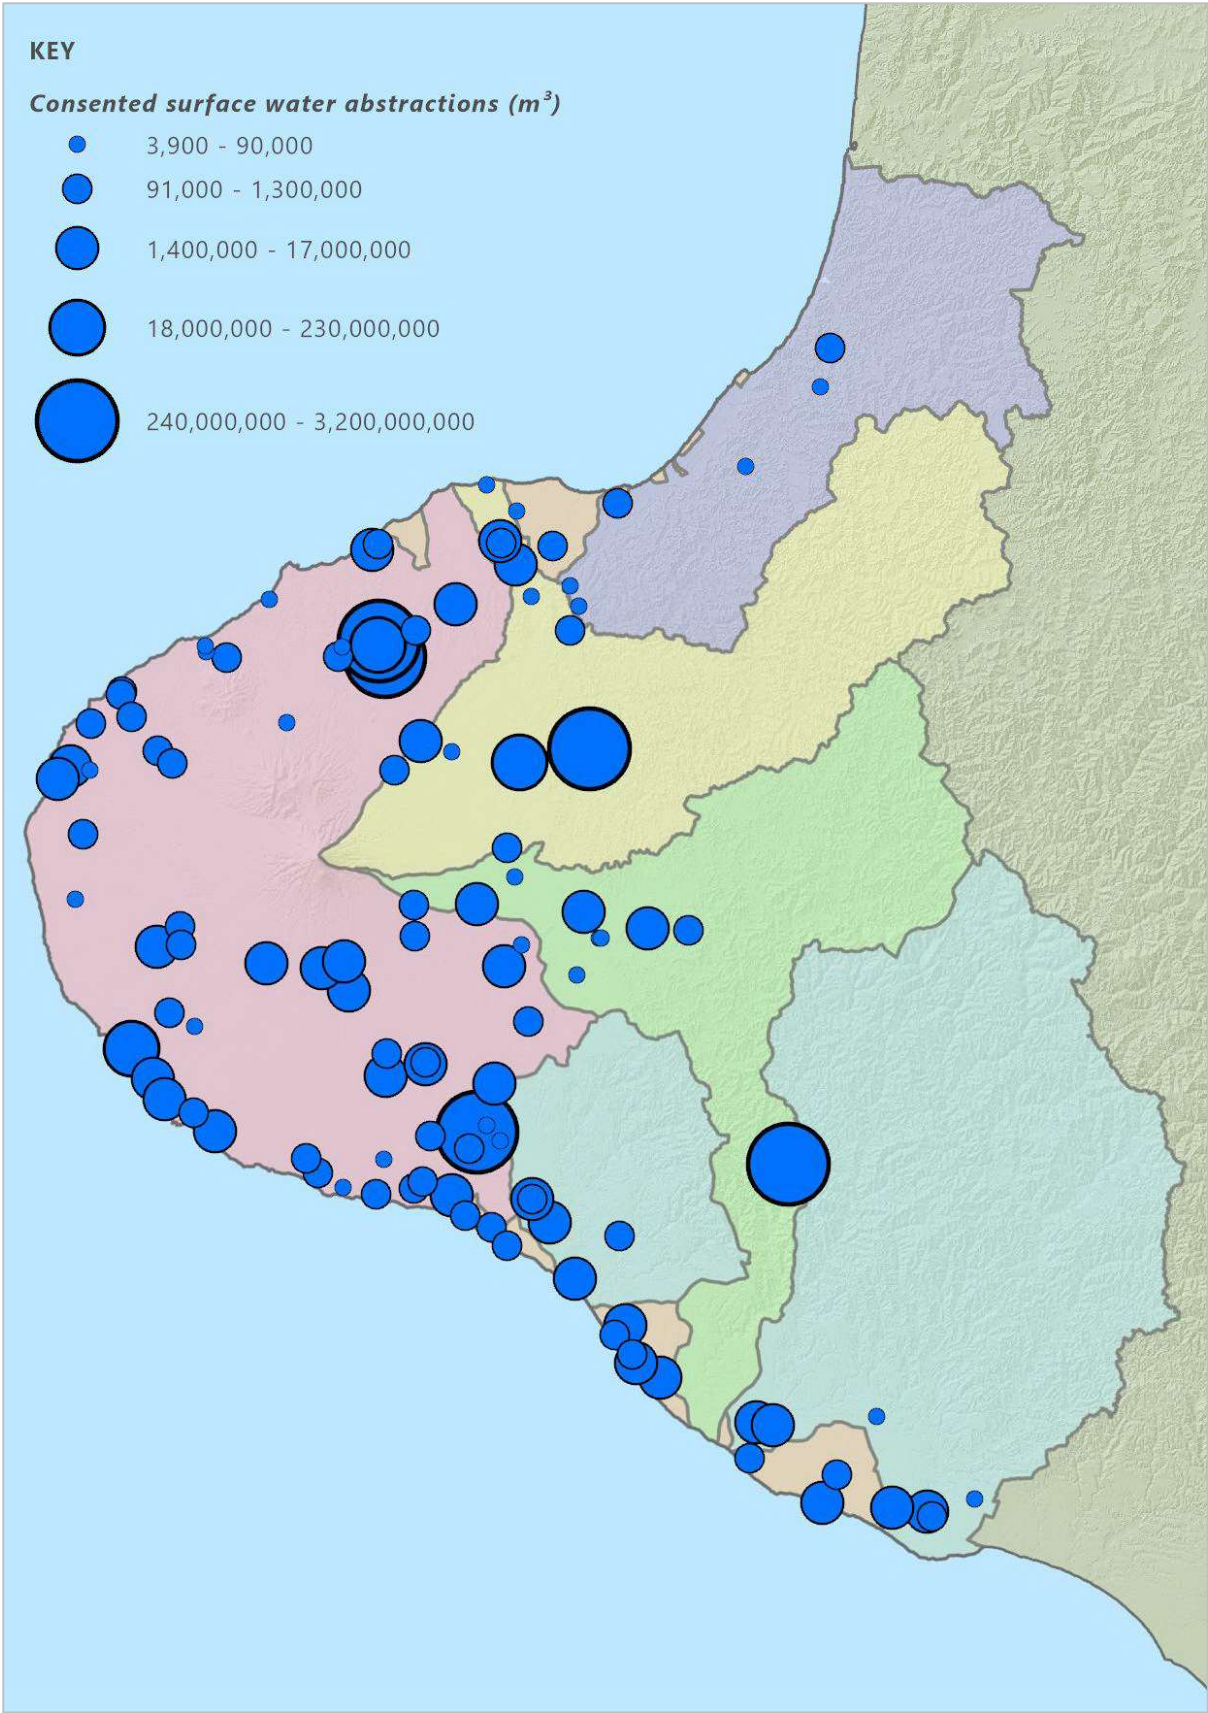 KEY
Consented surface water abstractions (m³)
3,900 - 90,000
91,000 - 1,300,000
1,400,000 - 17,000,000
18,000,000 - 230,000,000
240,000,000 - 3,200,000,000